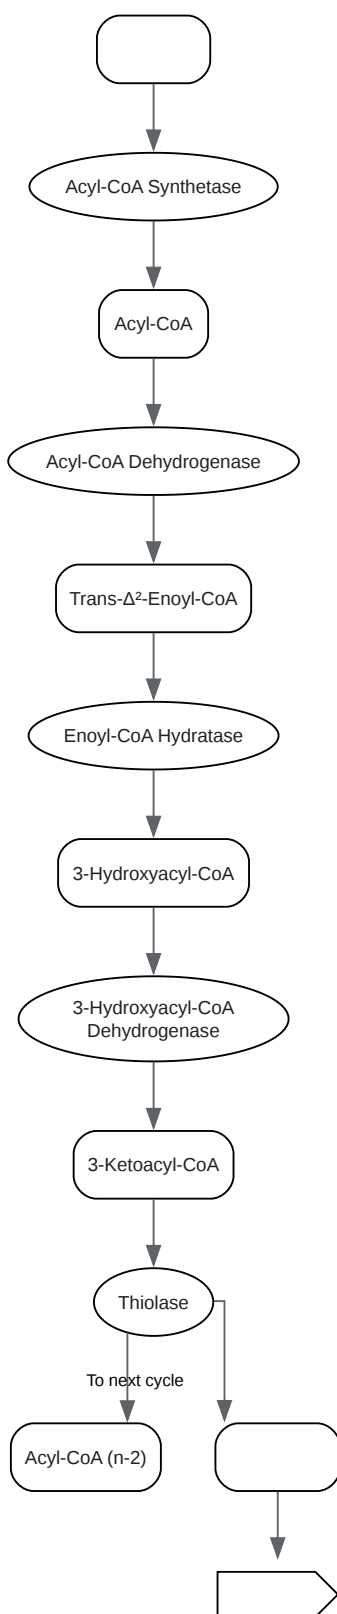 Acyl-CoA Synthetase
Acyl-CoA
Acyl-CoA Dehydrogenase
Trans-Δ²-Enoyl-CoA
Enoyl-CoA Hydratase
3-Hydroxyacyl-CoA
3-Hydroxyacyl-CoA
Dehydrogenase
3-Ketoacyl-CoA
Thiolase
To next cycle
Acyl-CoA (n-2)